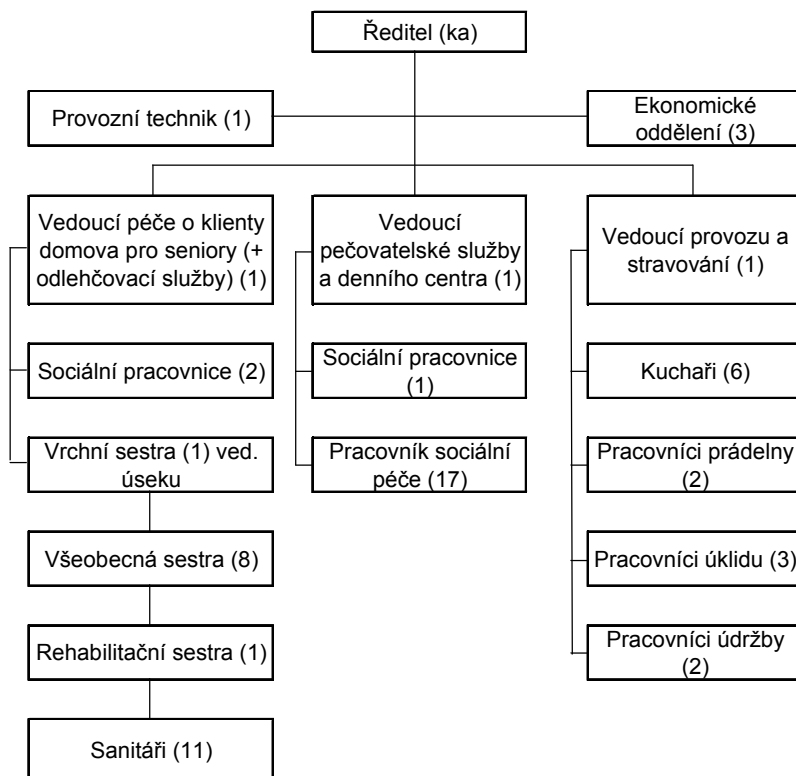 Ředitel (ka)
Provozní technik (1)
Ekonomické
oddělení (3)
Vedoucí péče o klienty
domova pro seniory (+
odlehčovací služby) (1)
Vedoucí
pečovatelské služby
a denního centra (1)
Vedoucí provozu a
stravování (1)
Sociální pracovnice (2)
Sociální pracovnice
(1)
Kuchaři (6)
Vrchní sestra (1) ved.
úseku
Pracovník sociální
péče (17)
Pracovníci prádelny
(2)
Všeobecná sestra (8)
Pracovníci úklidu (3)
Rehabilitační sestra (1)
Pracovníci údržby
(2)
Sanitáři (11)